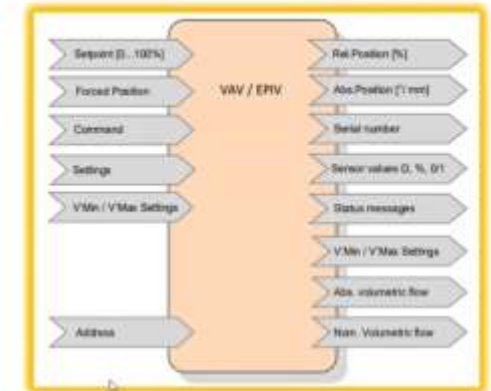 Setpoint [0...100%]
Forced Position
Command
Settings
V'Min / V'Max Settings
Address
VAV / EPIV
Rel.Position [%]
Abs.Position [°/ mm]
Serial number
Sensor values Ω, %, 0/1
Status messages
V'Min / V'Max Settings
Abs. volumetric flow
Nom. Volumetric flow